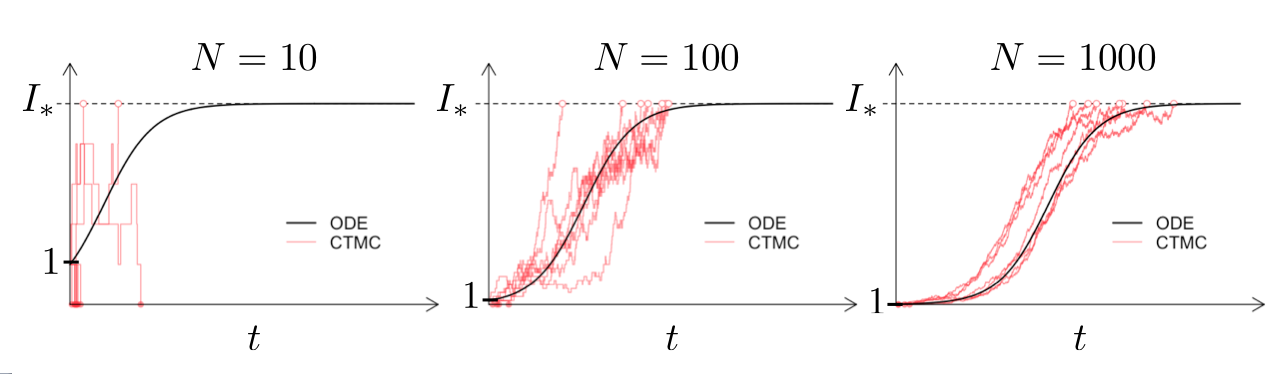 N = 10
I*
1
ODE
CTMC
t
N = 100
I*
1
ODE
CTMC
t
N = 1000
I*
1
ODE
CTMC
t